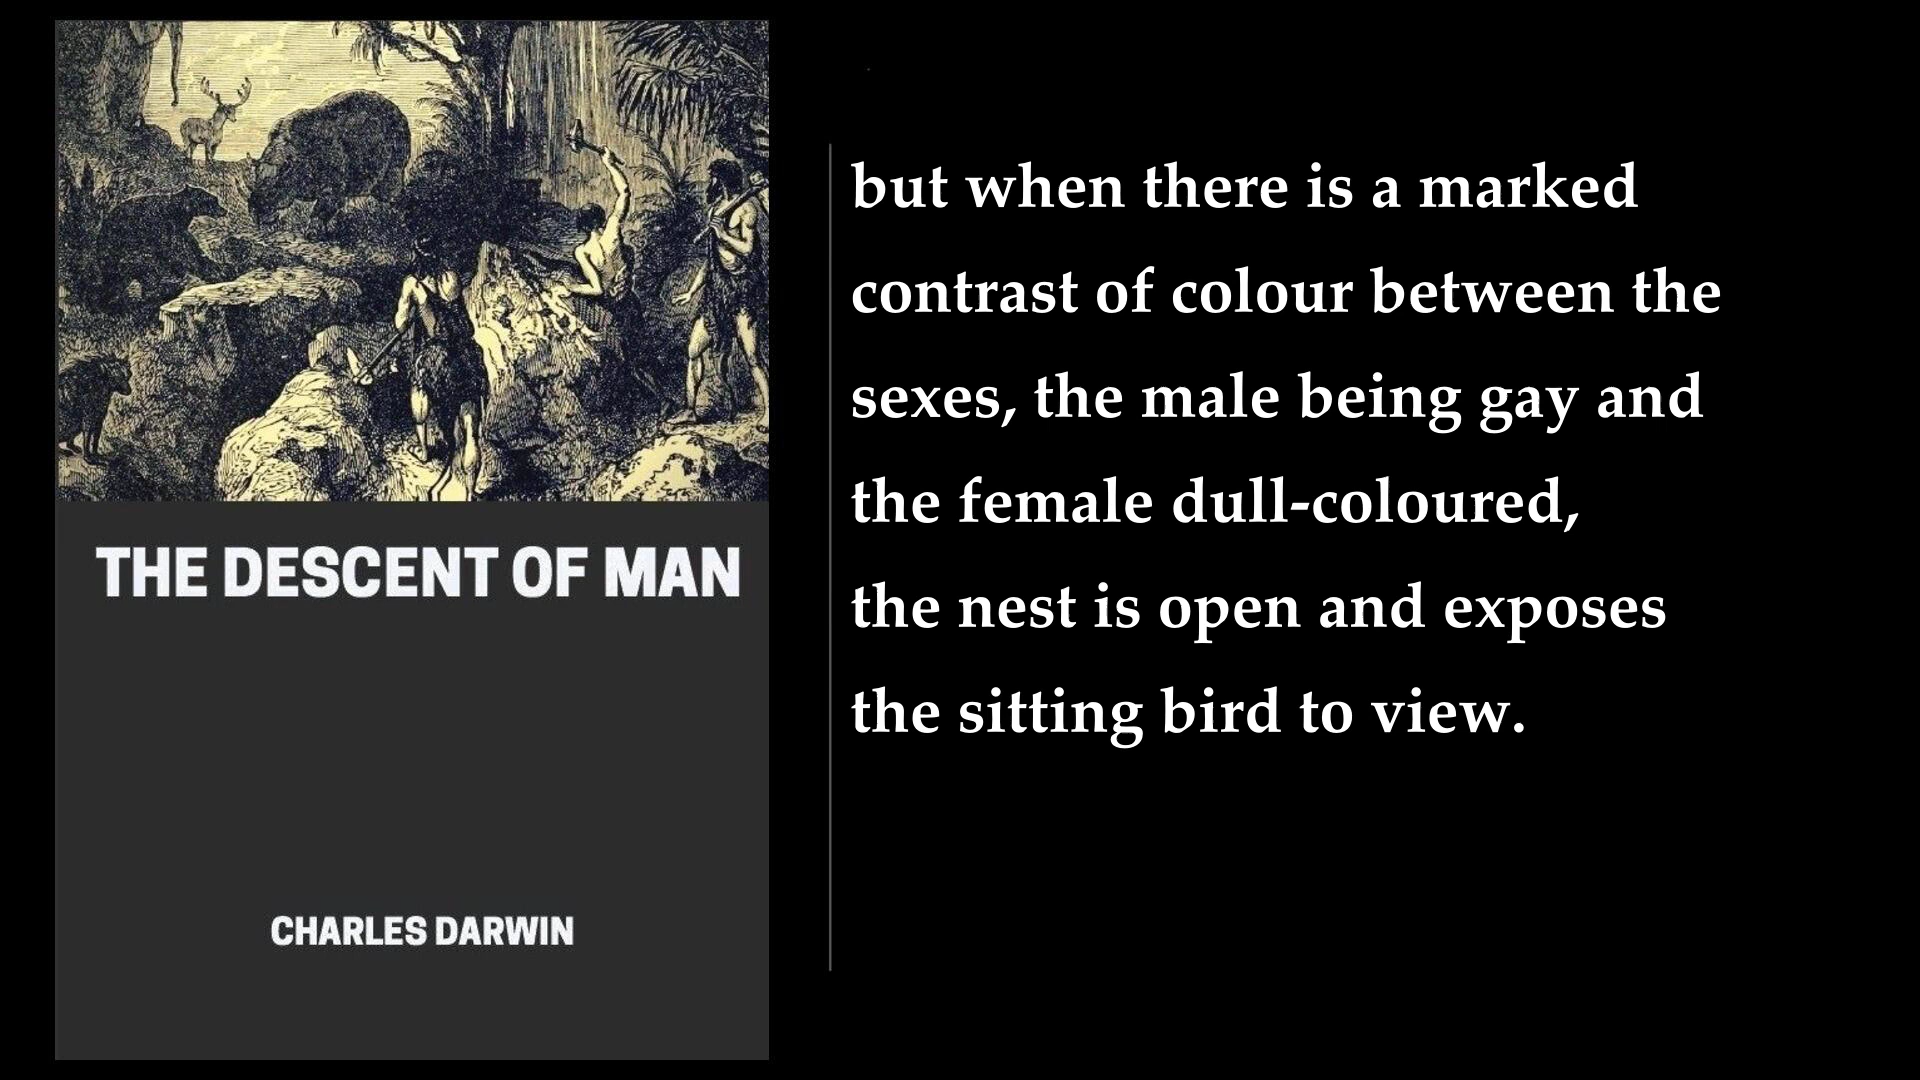 THE DESCENT OF MAN
CHARLES DARWIN
but when there is a marked
contrast of colour between the
sexes, the male being gay and
the female dull-coloured,
the nest is open and exposes
the sitting bird to view.